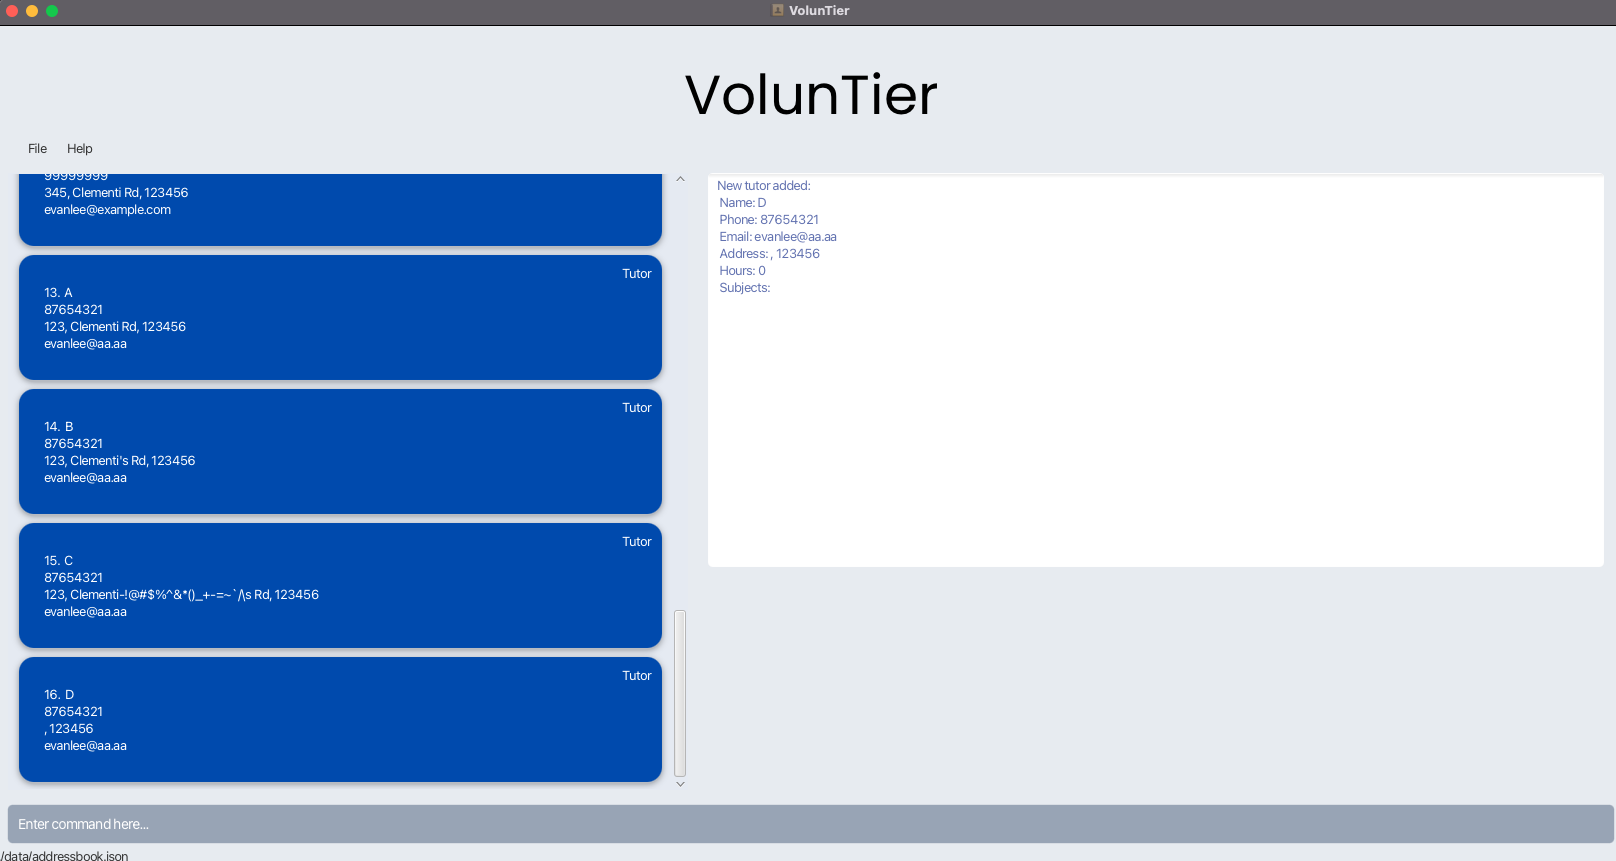 VolunTier
VolunTier
File Help
99999999
345, Clementi Rd, 123456
evanlee@example.com
Tutor
13. A
87654321
123, Clementi Rd, 123456
evanlee@aa.aa
Tutor
14. B
87654321
123, Clementi's Rd, 123456
evanlee@aa.aa
Tutor
15. C
87654321
123, Clementi-!@#$%^&*()_+-=~`/\s Rd, 123456
evanlee@aa.aa
Tutor
16. D
87654321
, 123456
evanlee@aa.aa
New tutor added:
Name: D
Phone: 87654321
Email: evanlee@aa.aa
Address: , 123456
Hours: 0
Subjects:
Enter command here...
/data/addressbook.json